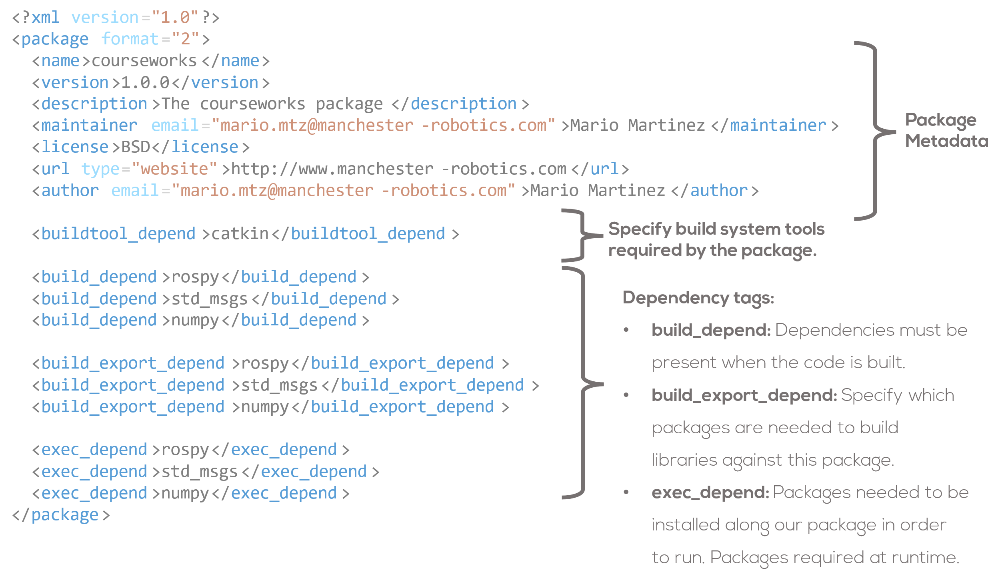 <?xml version="1.0"?>
<package format="2">
<name>courseworks</name>
<version>1.0.0</version>
<description>The courseworks package</description>
<maintainer email="mario.mtz@manchester-robotics.com">Mario Martinez</maintainer>
<license>BSD</license>
<url type="website">http://www.manchester-robotics.com</url>
<author email="mario.mtz@manchester-robotics.com">Mario Martinez</author>
Package
Metadata
<buildtool_depend>catkin</buildtool_depend>
Specify build system tools
required by the package.
<build_depend>rospy</build_depend>
<build_depend>std_msgs</build_depend>
<build_depend>numpy</build_depend>
<build_export_depend>rospy</build_export_depend>
<build_export_depend>std_msgs</build_export_depend>
<build_export_depend>numpy</build_export_depend>
<exec_depend>rospy</exec_depend>
<exec_depend>std_msgs</exec_depend>
<exec_depend>numpy</exec_depend>
</package>
Dependency tags:
• build_depend: Dependencies must be
present when the code is built.
• build_export_depend: Specify which
packages are needed to build
libraries against this package.
• exec_depend: Packages needed to be
installed along our package in order
to run. Packages required at runtime.